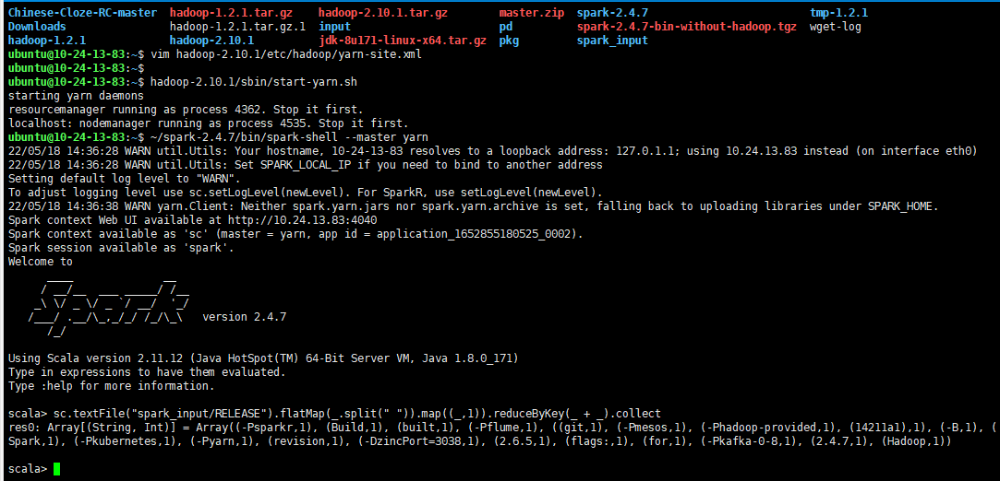 Chinese-Cloze-RC-master  hadoop-1.2.1.tar.gz    hadoop-2.10.1.tar.gz        master.zip  spark-2.4.7                       tmp-1.2.1
Downloads                hadoop-1.2.1.tar.gz.1  input                       pd          spark-2.4.7-bin-without-hadoop.tgz  wget-log
hadoop-1.2.1             hadoop-2.10.1          jdk-8u171-linux-x64.tar.gz  pkg         spark_input
ubuntu@10-24-13-83:~$ vim hadoop-2.10.1/etc/hadoop/yarn-site.xml
ubuntu@10-24-13-83:~$
ubuntu@10-24-13-83:~$ hadoop-2.10.1/sbin/start-yarn.sh
starting yarn daemons
resourcemanager running as process 4362. Stop it first.
localhost: nodemanager running as process 4535. Stop it first.
ubuntu@10-24-13-83:~$ ~/spark-2.4.7/bin/spark-shell --master yarn
22/05/18 14:36:28 WARN util.Utils: Your hostname, 10-24-13-83 resolves to a loopback address: 127.0.1.1; using 10.24.13.83 instead (on interface eth0)
22/05/18 14:36:28 WARN util.Utils: Set SPARK_LOCAL_IP if you need to bind to another address
Setting default log level to "WARN".
To adjust logging level use sc.setLogLevel(newLevel). For SparkR, use setLogLevel(newLevel).
22/05/18 14:36:38 WARN yarn.Client: Neither spark.yarn.jars nor spark.yarn.archive is set, falling back to uploading libraries under SPARK_HOME.
Spark context Web UI available at http://10.24.13.83:4040
Spark context available as 'sc' (master = yarn, app id = application_1652855180525_0002).
Spark session available as 'spark'.
Welcome to
      ____              __
     / __/__  ___ _____/ /__
    _\ \/ _ \/ _ `/ __/  '_/
   /___/ .__/\_,_/_/ /_/\_\   version 2.4.7
      /_/
Using Scala version 2.11.12 (Java HotSpot(TM) 64-Bit Server VM, Java 1.8.0_171)
Type in expressions to have them evaluated.
Type :help for more information.
scala> sc.textFile("spark_input/RELEASE").flatMap(_.split(" ")).map((_,1)).reduceByKey(_ + _).collect
res0: Array[(String, Int)] = Array((-Psparkr,1), (Build,1), (built,1), (-Pflume,1), ((git,1), (-Pmesos,1), (-Phadoop-provided,1), (14211a1),1), (-B,1), (
Spark,1), (-Pkubernetes,1), (-Pyarn,1), (revision,1), (-DzincPort=3038,1), (2.6.5,1), (flags:,1), (for,1), (-Pkafka-0-8,1), (2.4.7,1), (Hadoop,1))
scala>